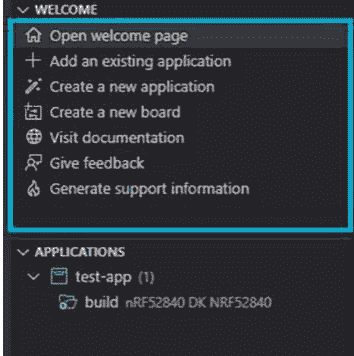 WELCOME
Open welcome page
Add an existing application
Create a new application
Create a new board
Visit documentation
Give feedback
Generate support information
APPLICATIONS
test-app (1)
build nRF52840 DK NRF52840